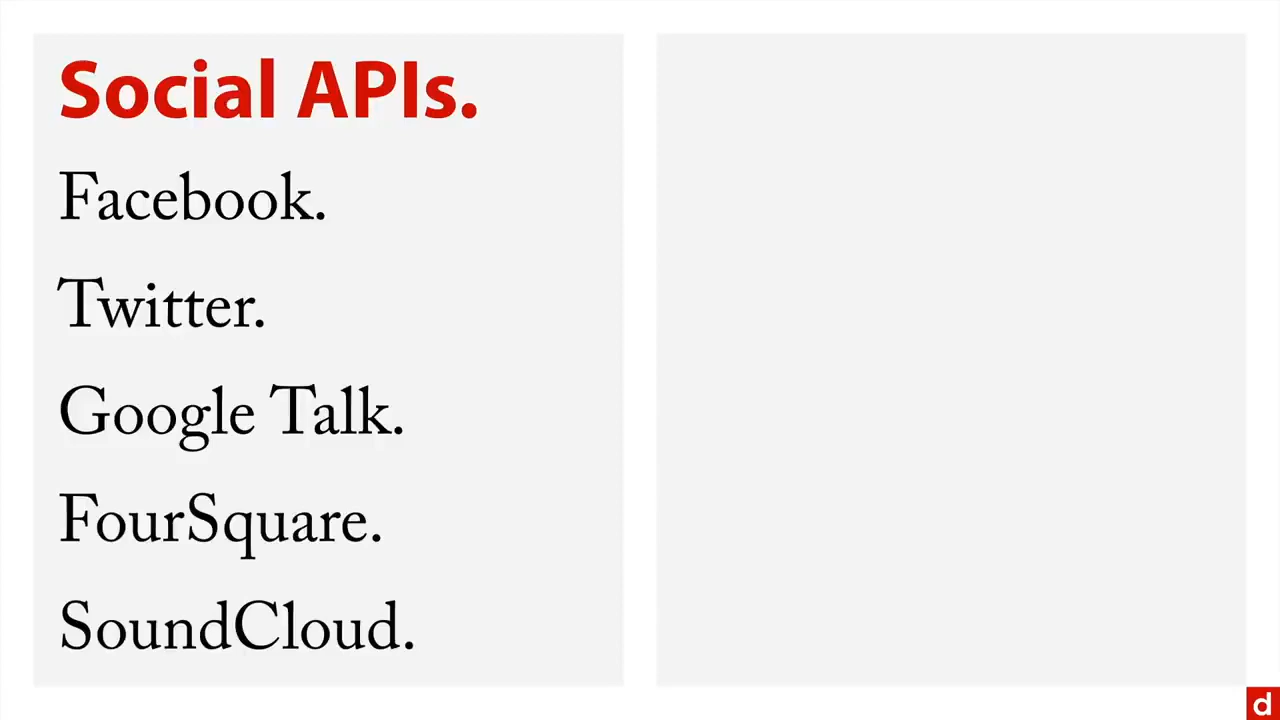 Social APIs.
Facebook.
Twitter.
Google Talk.
FourSquare.
SoundCloud.
d